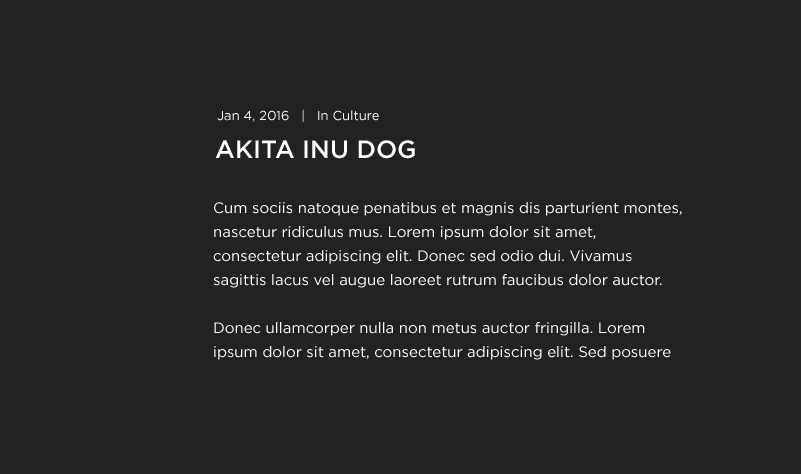 Jan 4, 2016 | In Culture
AKITA INU DOG
Cum sociis natoque penatibus et magnis dis parturient montes,
nascetur ridiculus mus. Lorem ipsum dolor sit amet,
consectetur adipiscing elit. Donec sed odio dui. Vivamus
sagittis lacus vel augue laoreet rutrum faucibus dolor auctor.
Donec ullamcorper nulla non metus auctor fringilla. Lorem
ipsum dolor sit amet, consectetur adipiscing elit. Sed posuere